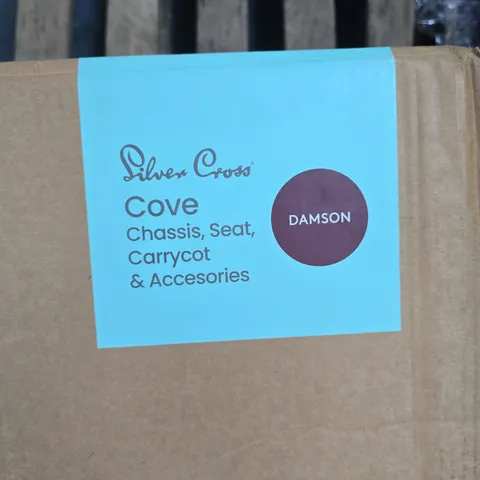 Silver Cross
Cove
Chassis, Seat,
Carrycot
& Accesories
DAMSON